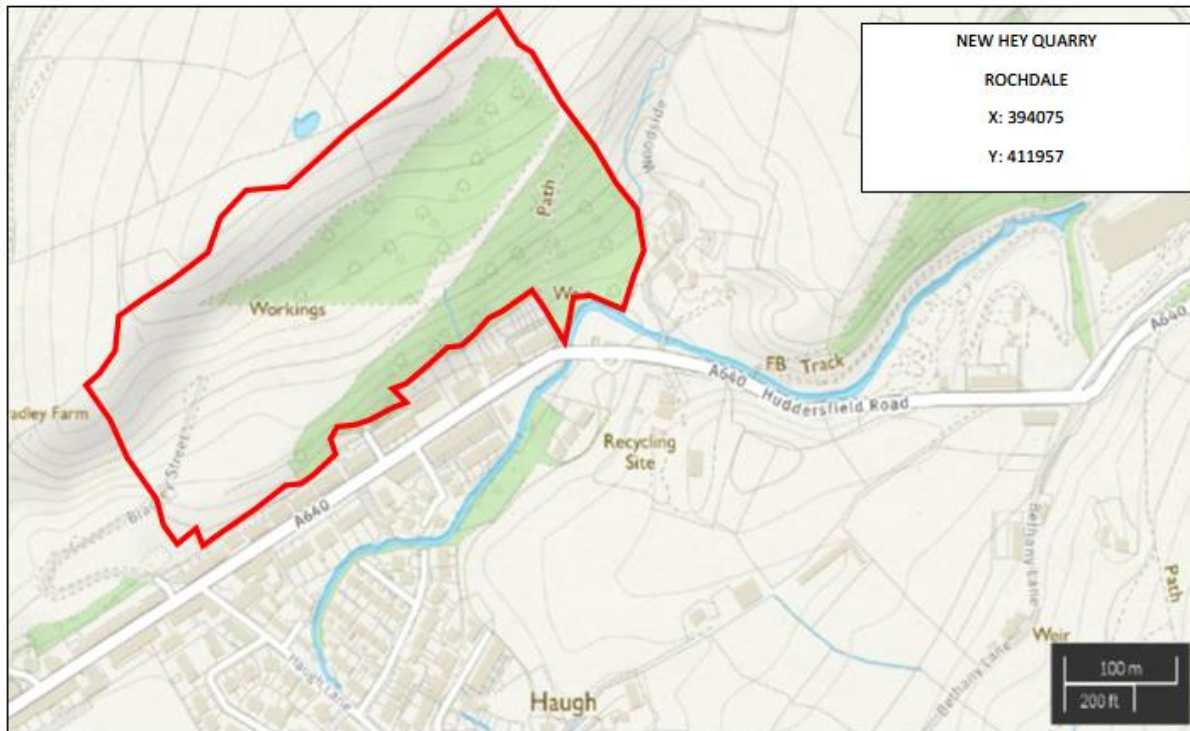 NEW HEY QUARRY
ROCHDALE
X: 394075
Y: 411957
Woodside
Path
Workings
adley Farm
Street
A640
A640
FB Track
A640
Huddersfield Road
Recycling
Site
Bethany Lane
Path
Weir
Bethany Lane
Haugh Lane
Haugh
100 m
200 ft